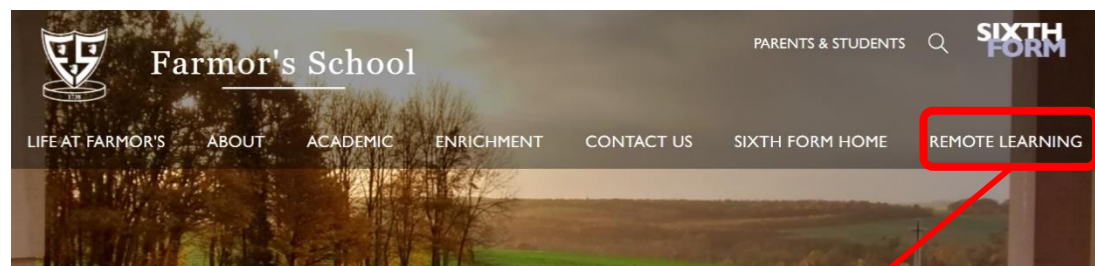 PARENTS & STUDENTS
SIXTH
FORM
Farmor's School
1738
LIFE AT FARMOR'S ABOUT ACADEMIC ENRICHMENT CONTACT US SIXTH FORM HOME REMOTE LEARNING